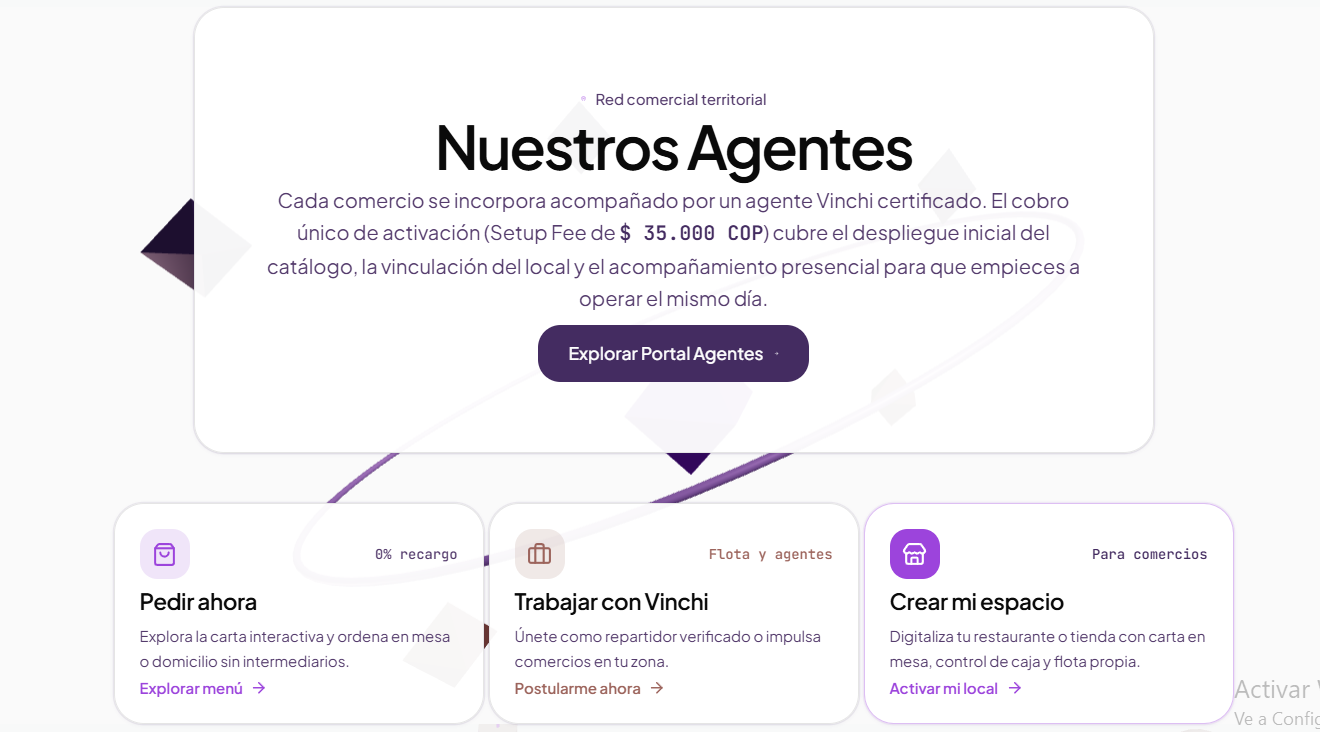 Red comercial territorial
Nuestros Agentes
Cada comercio se incorpora acompañado por un agente Vinchi certificado. El cobro
único de activación (Setup Fee de $ 35.000 COP) cubre el despliegue inicial del
catálogo, la vinculación del local y el acompañamiento presencial para que empieces a
operar el mismo día.
Explorar Portal Agentes
0% recargo
Pedir ahora
Explora la carta interactiva y ordena en mesa
o domicilio sin intermediarios.
Explorar menú →
Flota y agentes
Trabajar con Vinchi
Únete como repartidor verificado o impulsa
comercios en tu zona.
Postularme ahora →
Para comercios
Crear mi espacio
Digitaliza tu restaurante o tienda con carta en
mesa, control de caja y flota propia.
Activar mi local →
Activar
Ve a Config